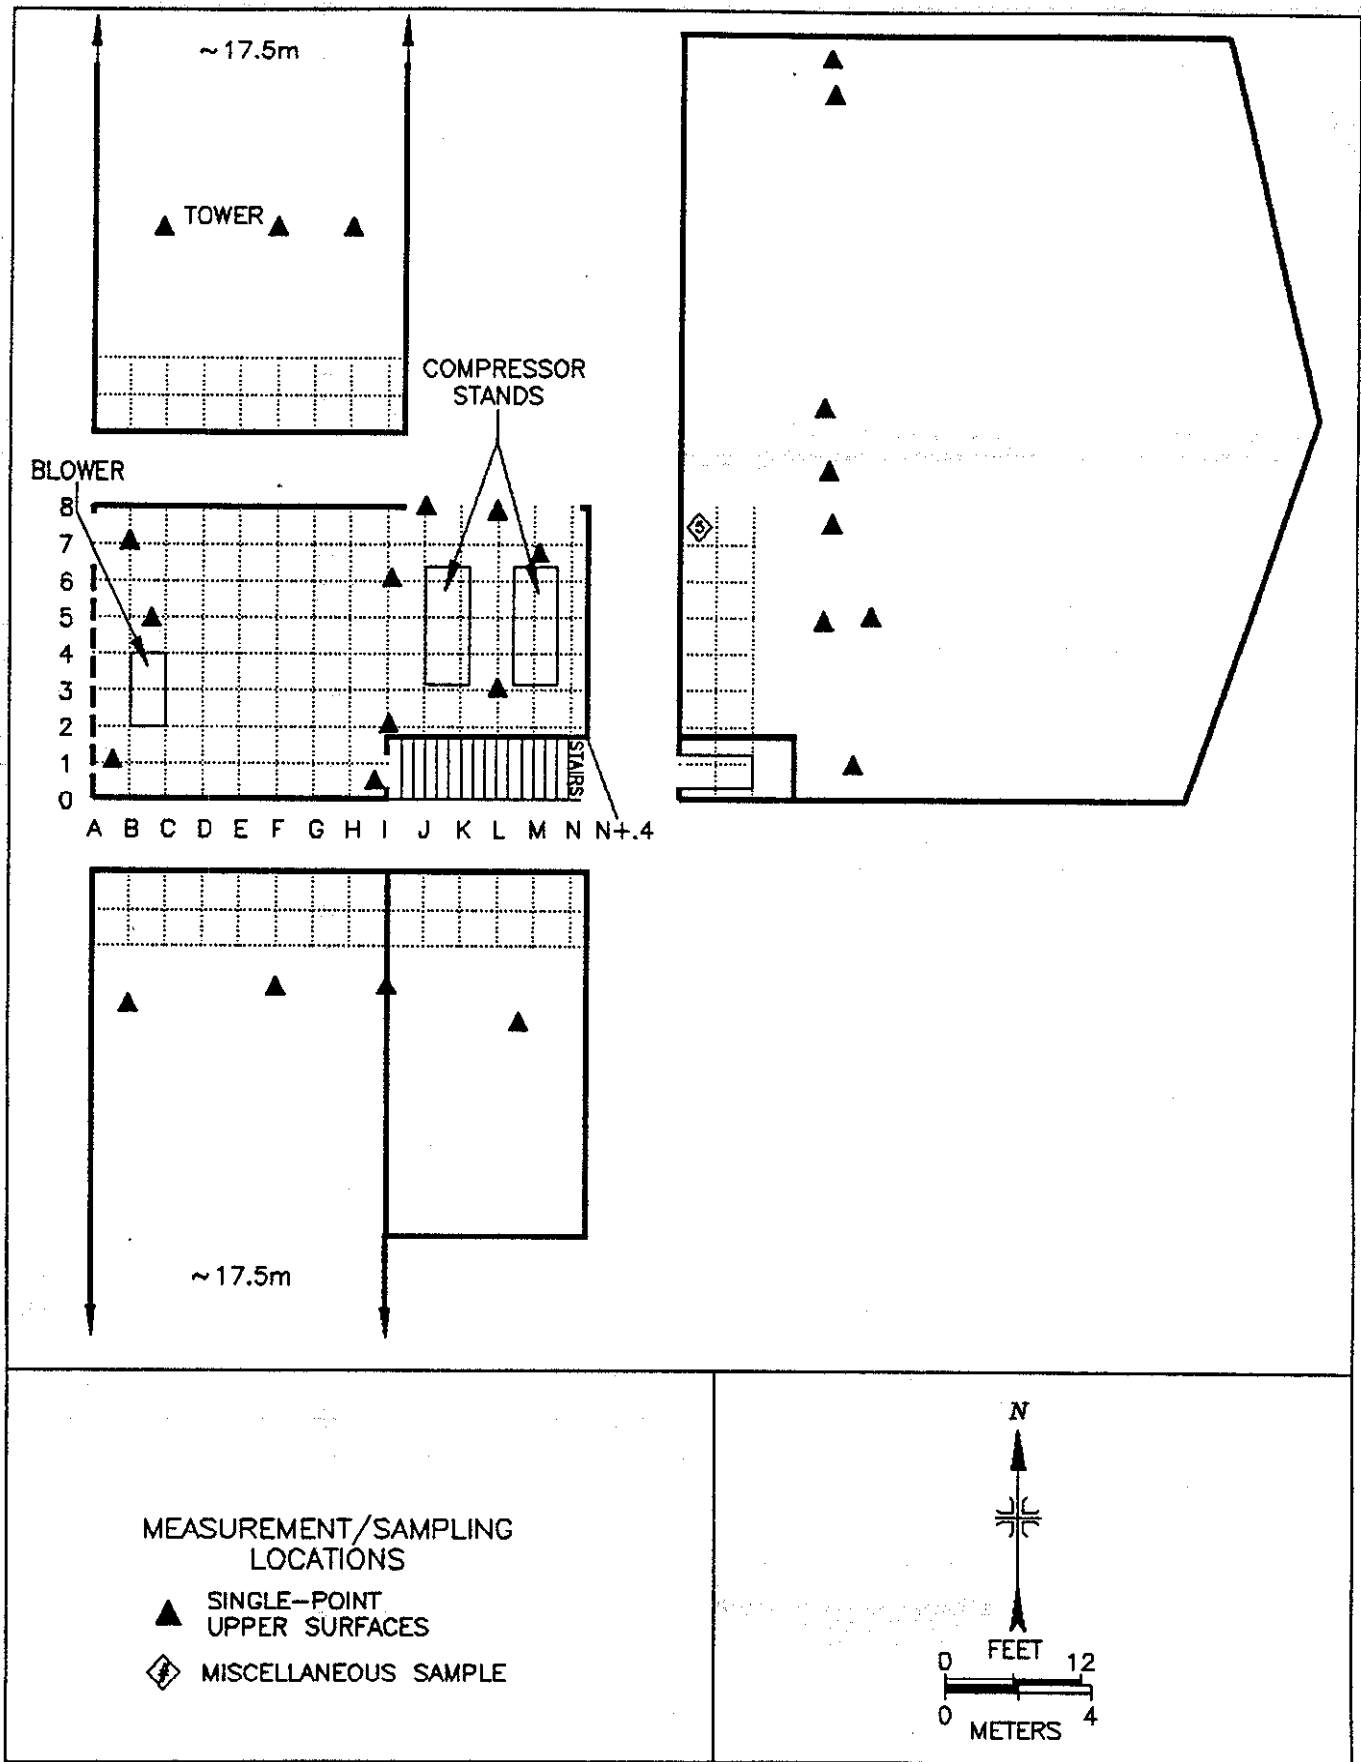 ~17.5m
TOWER
COMPRESSOR
STANDS
BLOWER
8
7
6
5
4
3
2
1
0
5
STAIRS
A B C D E F G H I J K L M N N+.4
~17.5m
MEASUREMENT/SAMPLING
LOCATIONS
SINGLE-POINT
UPPER SURFACES
# MISCELLANEOUS SAMPLE
N
FEET
0 12
0 4
METERS